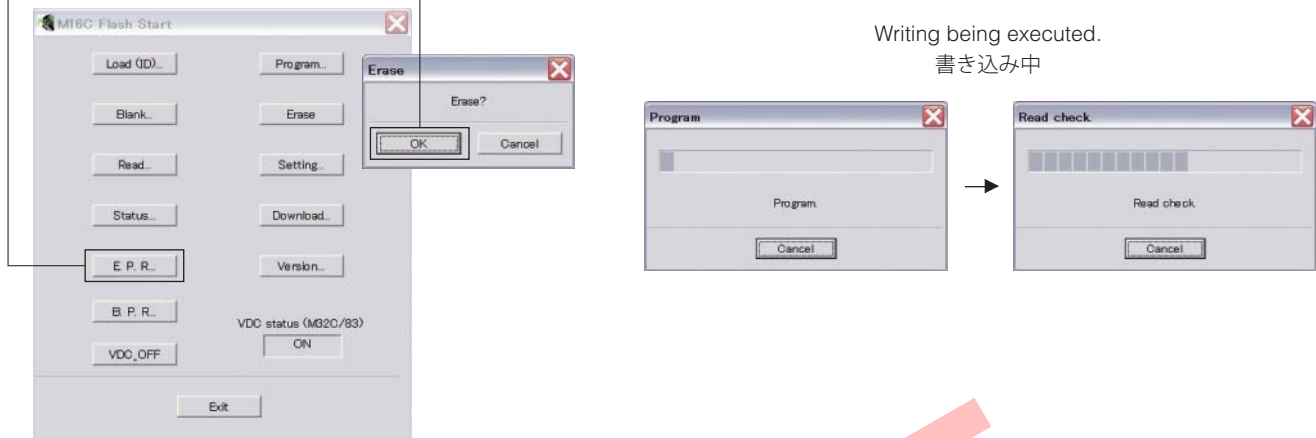 M16C Flash Start
Load (ID)...
Program...
Blank...
Erase
Read...
Setting...
Status...
Download...
E. P. R...
Version...
B. P. R...
VDC status (M32C/83)
ON
VDC_OFF
Exit
Erase
Erase?
OK
Cancel
Writing being executed.
書き込み中
Program
Program
Cancel
Read check
Read check
Cancel